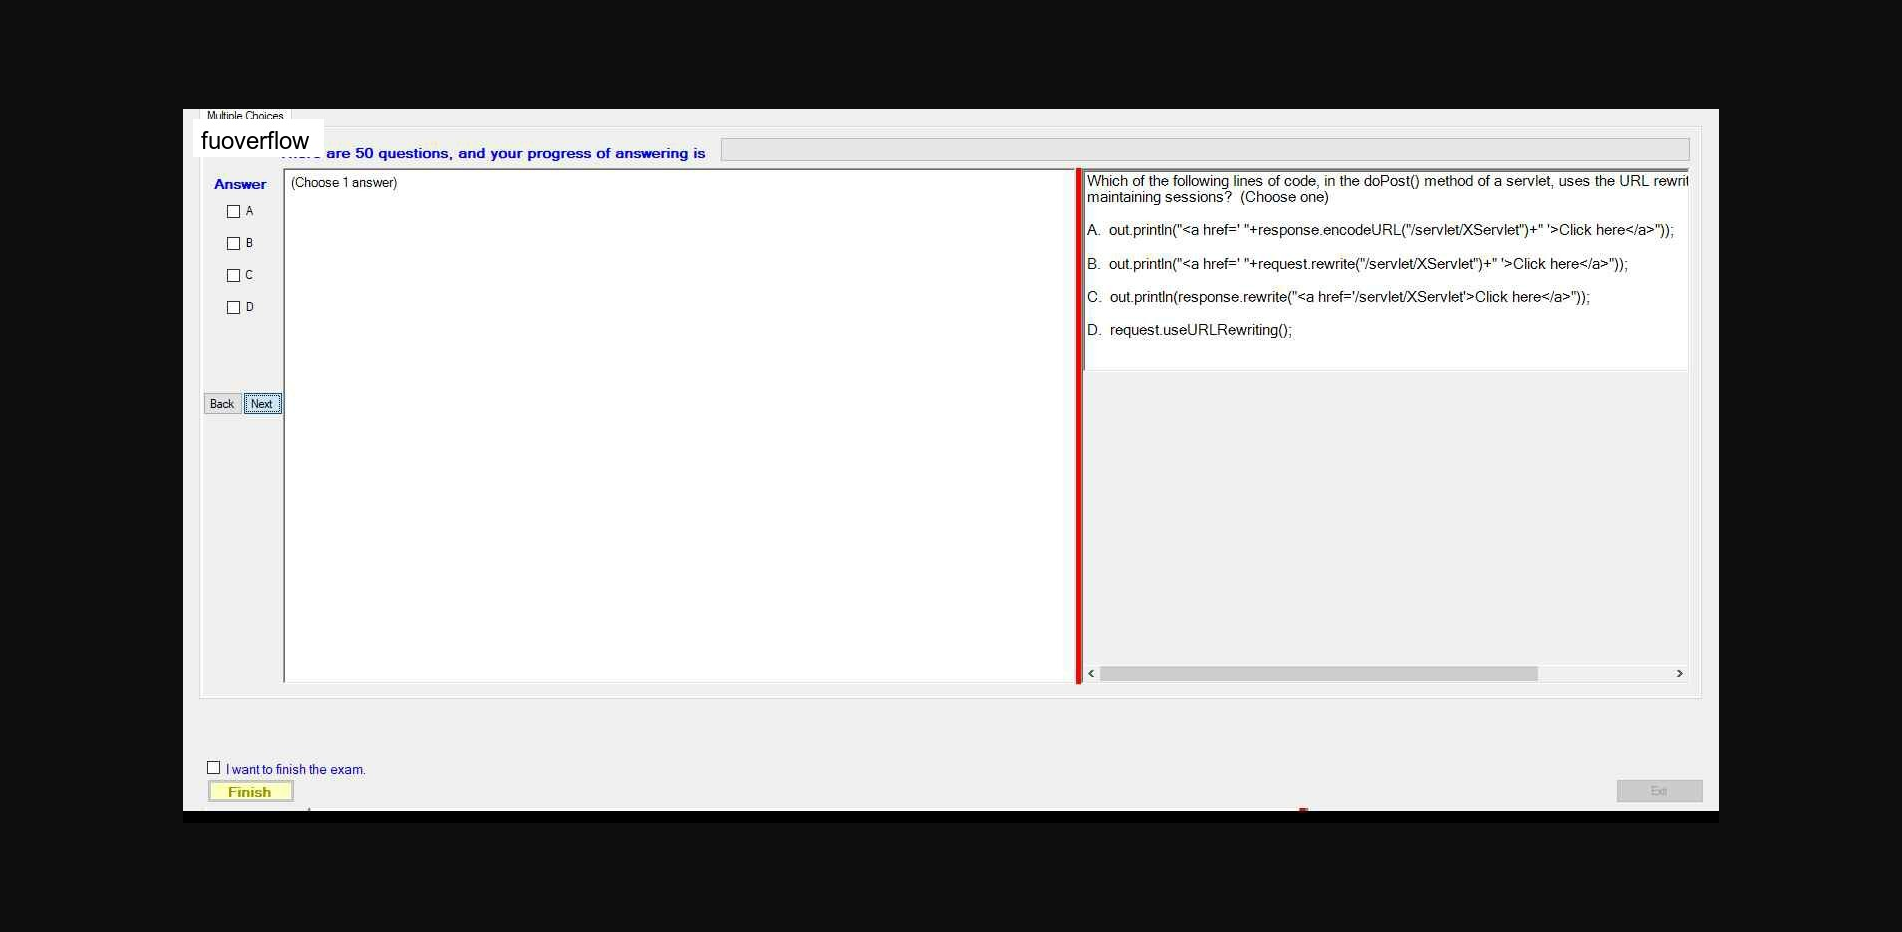 Multiple Choices
fuoverflow
are 50 questions, and your progress of answering is
Answer
(Choose 1 answer)
A
B
C
D
Back Next
Which of the following lines of code, in the doPost() method of a servlet, uses the URL rewrit
maintaining sessions? (Choose one)
A. out.println("<a href=' "+response.encodeURL("/servlet/XServlet")+" '>Click here</a>"));
B. out.println("<a href=' "+request.rewrite("/servlet/XServlet")+" '>Click here</a>"));
C. out.println(response.rewrite("<a href='/servlet/XServlet'>Click here</a>"));
D. request.useURLRewriting();
I want to finish the exam.
Finish
Exit